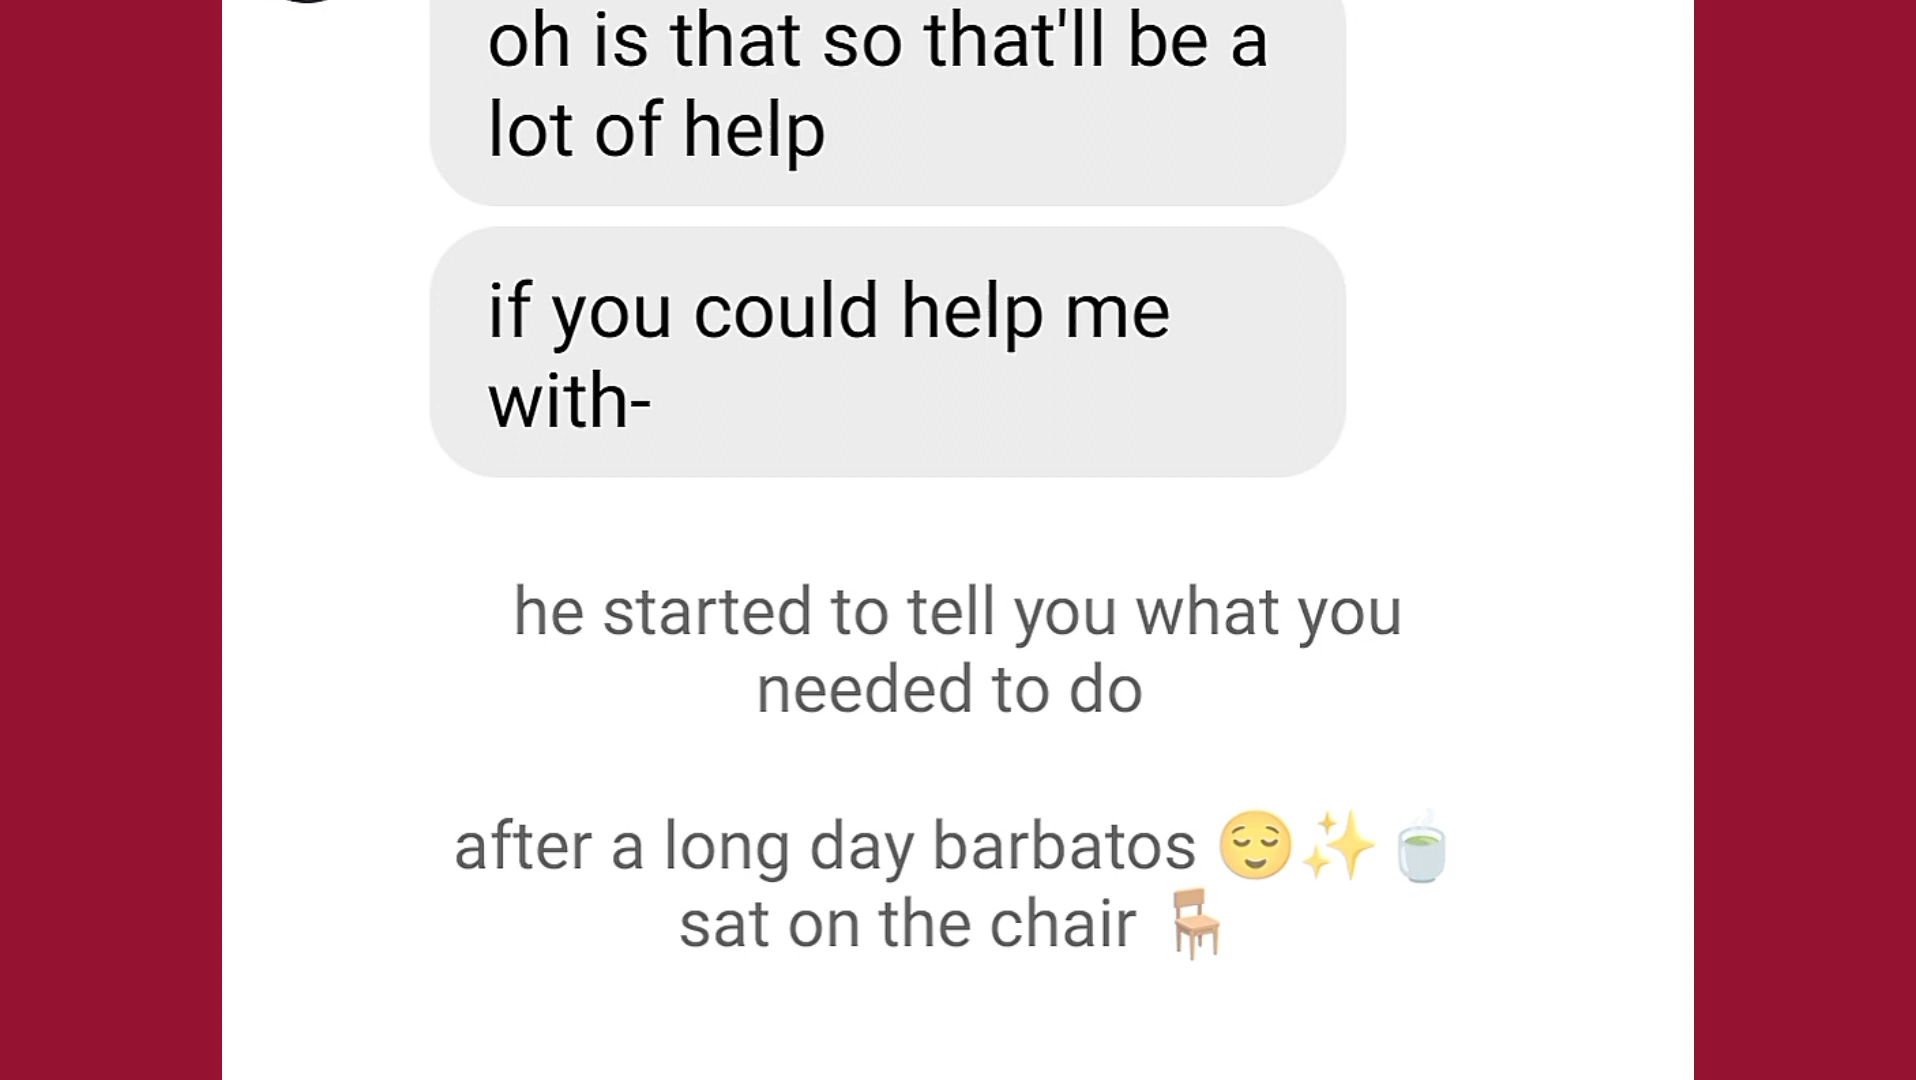 oh is that so that'll be a
lot of help
if you could help me
with-
he started to tell you what you
needed to do
after a long day barbatos 😌✨🍵
sat on the chair 🪑